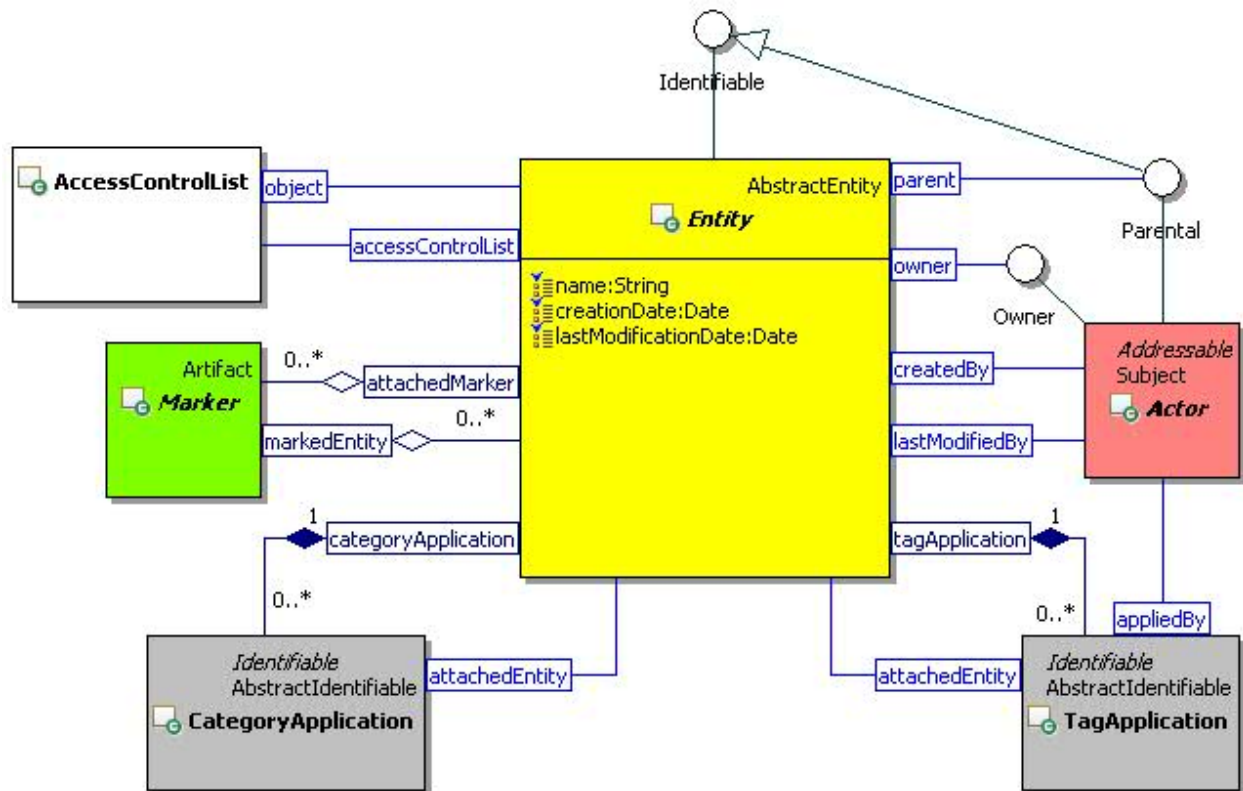 Identifiable
AccessControlList
object
accessControlList
AbstractEntity
Entity
name:String
creationDate:Date
lastModificationDate:Date
parent
Parental
owner
Owner
Addressable
Subject
Actor
createdBy
lastModifiedBy
Artifact
Marker
0..*
attachedMarker
markedEntity
0..*
1
categoryApplication
0..*
tagApplication
1
0..*
appliedBy
Identifiable
AbstractIdentifiable
CategoryApplication
attachedEntity
attachedEntity
Identifiable
AbstractIdentifiable
TagApplication